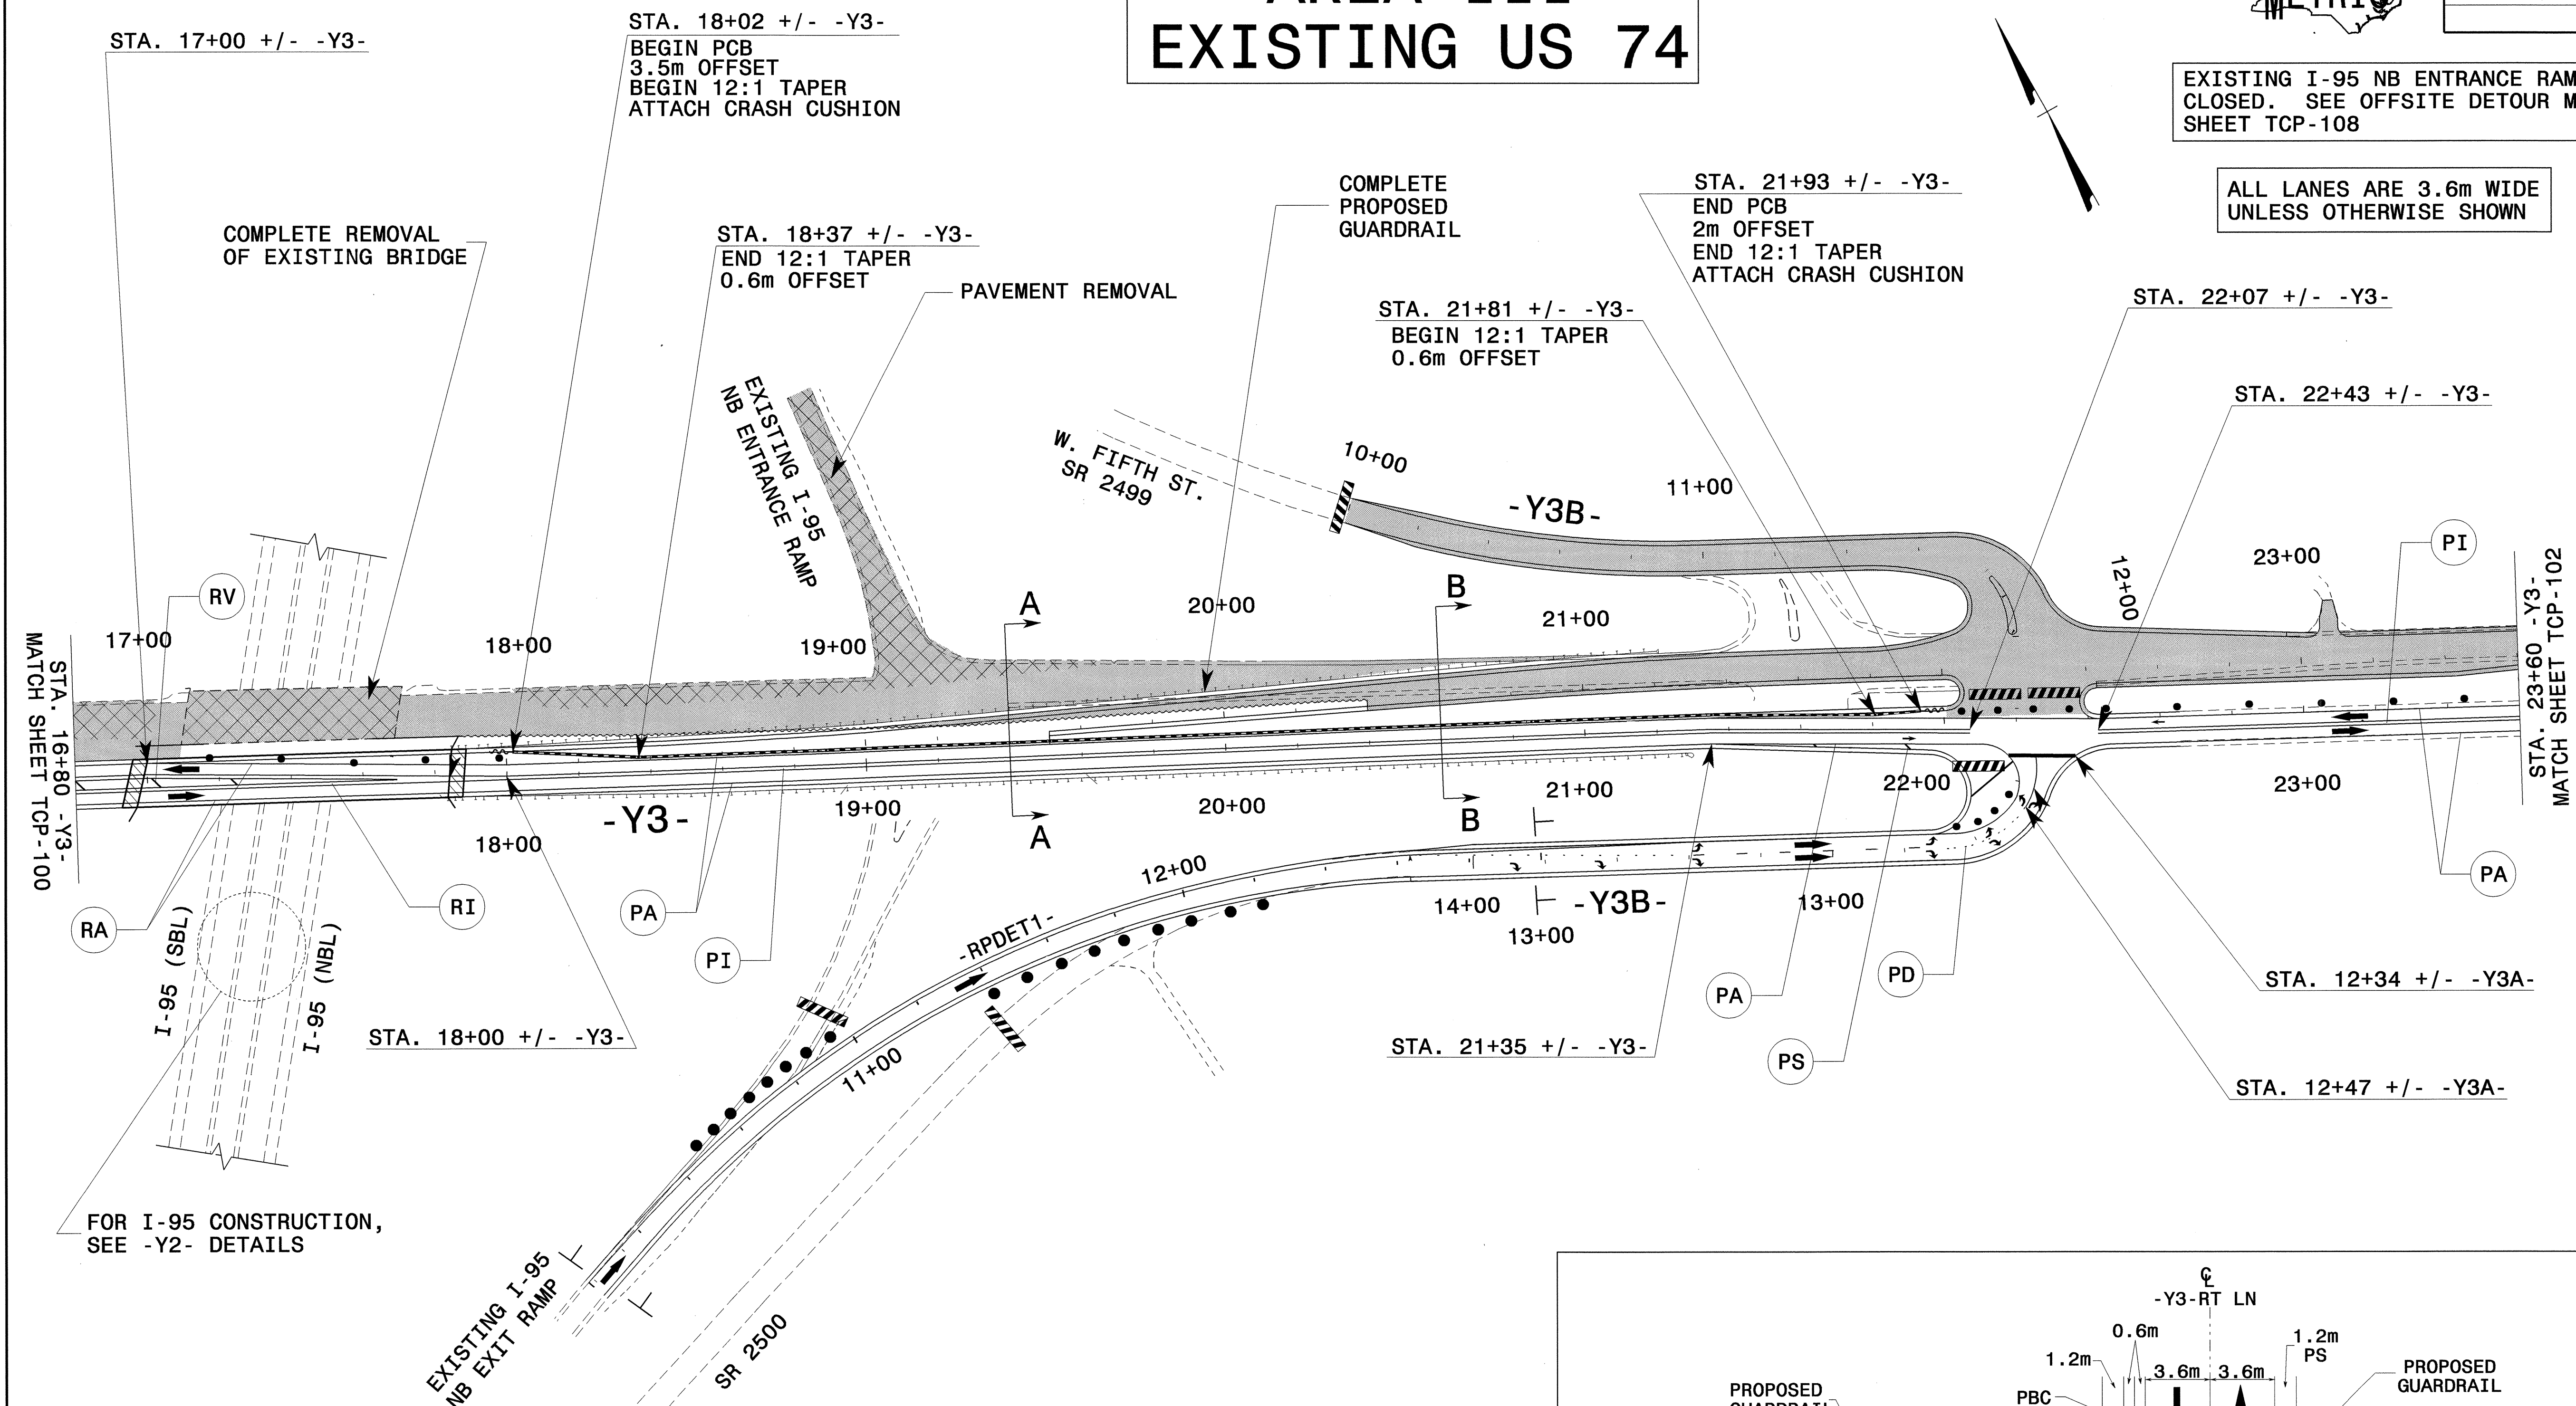 EXISTING US 74
STA. 17+00 +/- -Y3-
STA. 18+02 +/- -Y3-
BEGIN PCB
3.5m OFFSET
BEGIN 12:1 TAPER
ATTACH CRASH CUSHION
EXISTING I-95 NB ENTRANCE RAM
CLOSED. SEE OFFSITE DETOUR M
SHEET TCP-108
ALL LANES ARE 3.6m WIDE
UNLESS OTHERWISE SHOWN
COMPLETE REMOVAL
OF EXISTING BRIDGE
STA. 18+37 +/- -Y3-
END 12:1 TAPER
0.6m OFFSET
PAVEMENT REMOVAL
COMPLETE
PROPOSED
GUARDRAIL
STA. 21+93 +/- -Y3-
END PCB
2m OFFSET
END 12:1 TAPER
ATTACH CRASH CUSHION
STA. 21+81 +/- -Y3-
BEGIN 12:1 TAPER
0.6m OFFSET
STA. 22+07 +/- -Y3-
STA. 22+43 +/- -Y3-
EXISTING I-95
NB ENTRANCE RAMP
W. FIFTH ST.
SR 2499
10+00
-Y3B-
11+00
12+00
23+00
PI
RV
17+00
18+00
19+00
A
20+00
B
21+00
STA. 16+80 -Y3-
MATCH SHEET TCP-100
STA. 23+60 -Y3-
MATCH SHEET TCP-102
-Y3-
18+00
19+00
A
20+00
B
21+00
22+00
23+00
RA
RI
PA
PI
I-95 (SBL)
I-95 (NBL)
12+00
-RPDET1-
14+00
-Y3B-
13+00
13+00
PA
PD
PA
PS
STA. 12+34 +/- -Y3A-
STA. 18+00 +/- -Y3-
STA. 21+35 +/- -Y3-
STA. 12+47 +/- -Y3A-
11+00
FOR I-95 CONSTRUCTION,
SEE -Y2- DETAILS
EXISTING I-95
NB EXIT RAMP
SR 2500
-Y3-RT LN
0.6m
1.2m
3.6m
3.6m
1.2m
PS
PROPOSED
GUARDRAIL
PBC
PROPOSED